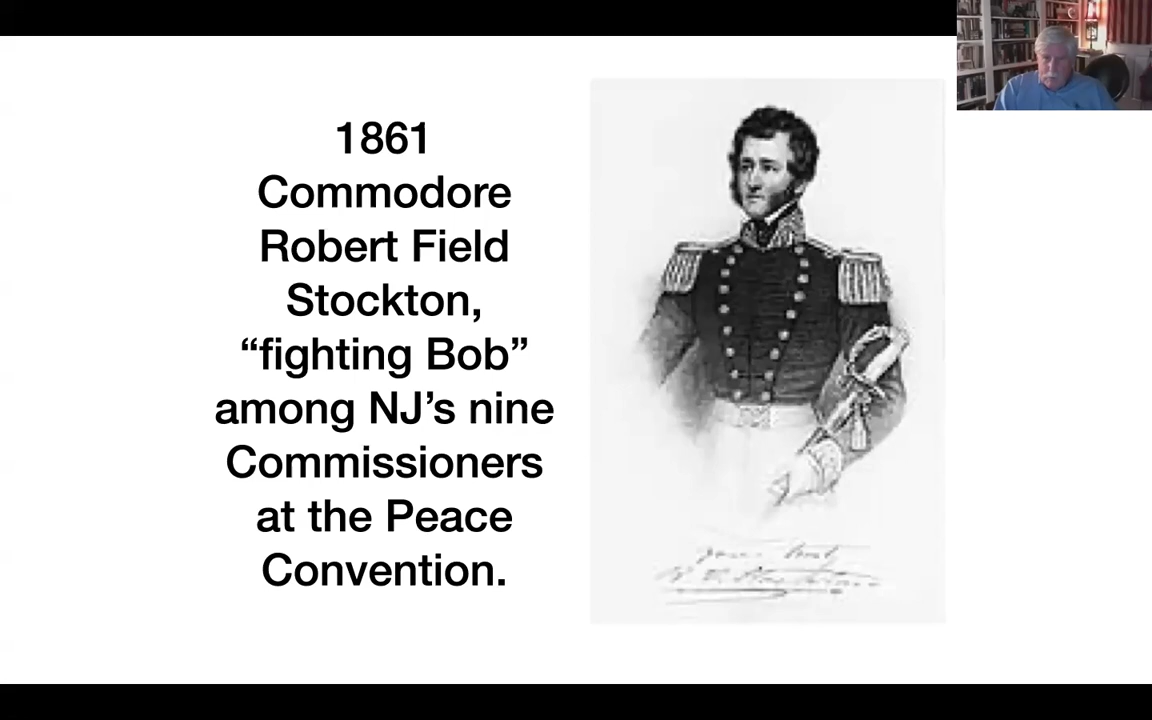 1861
Commodore
Robert Field
Stockton,
“fighting Bob”
among NJ’s nine
Commissioners
at the Peace
Convention.